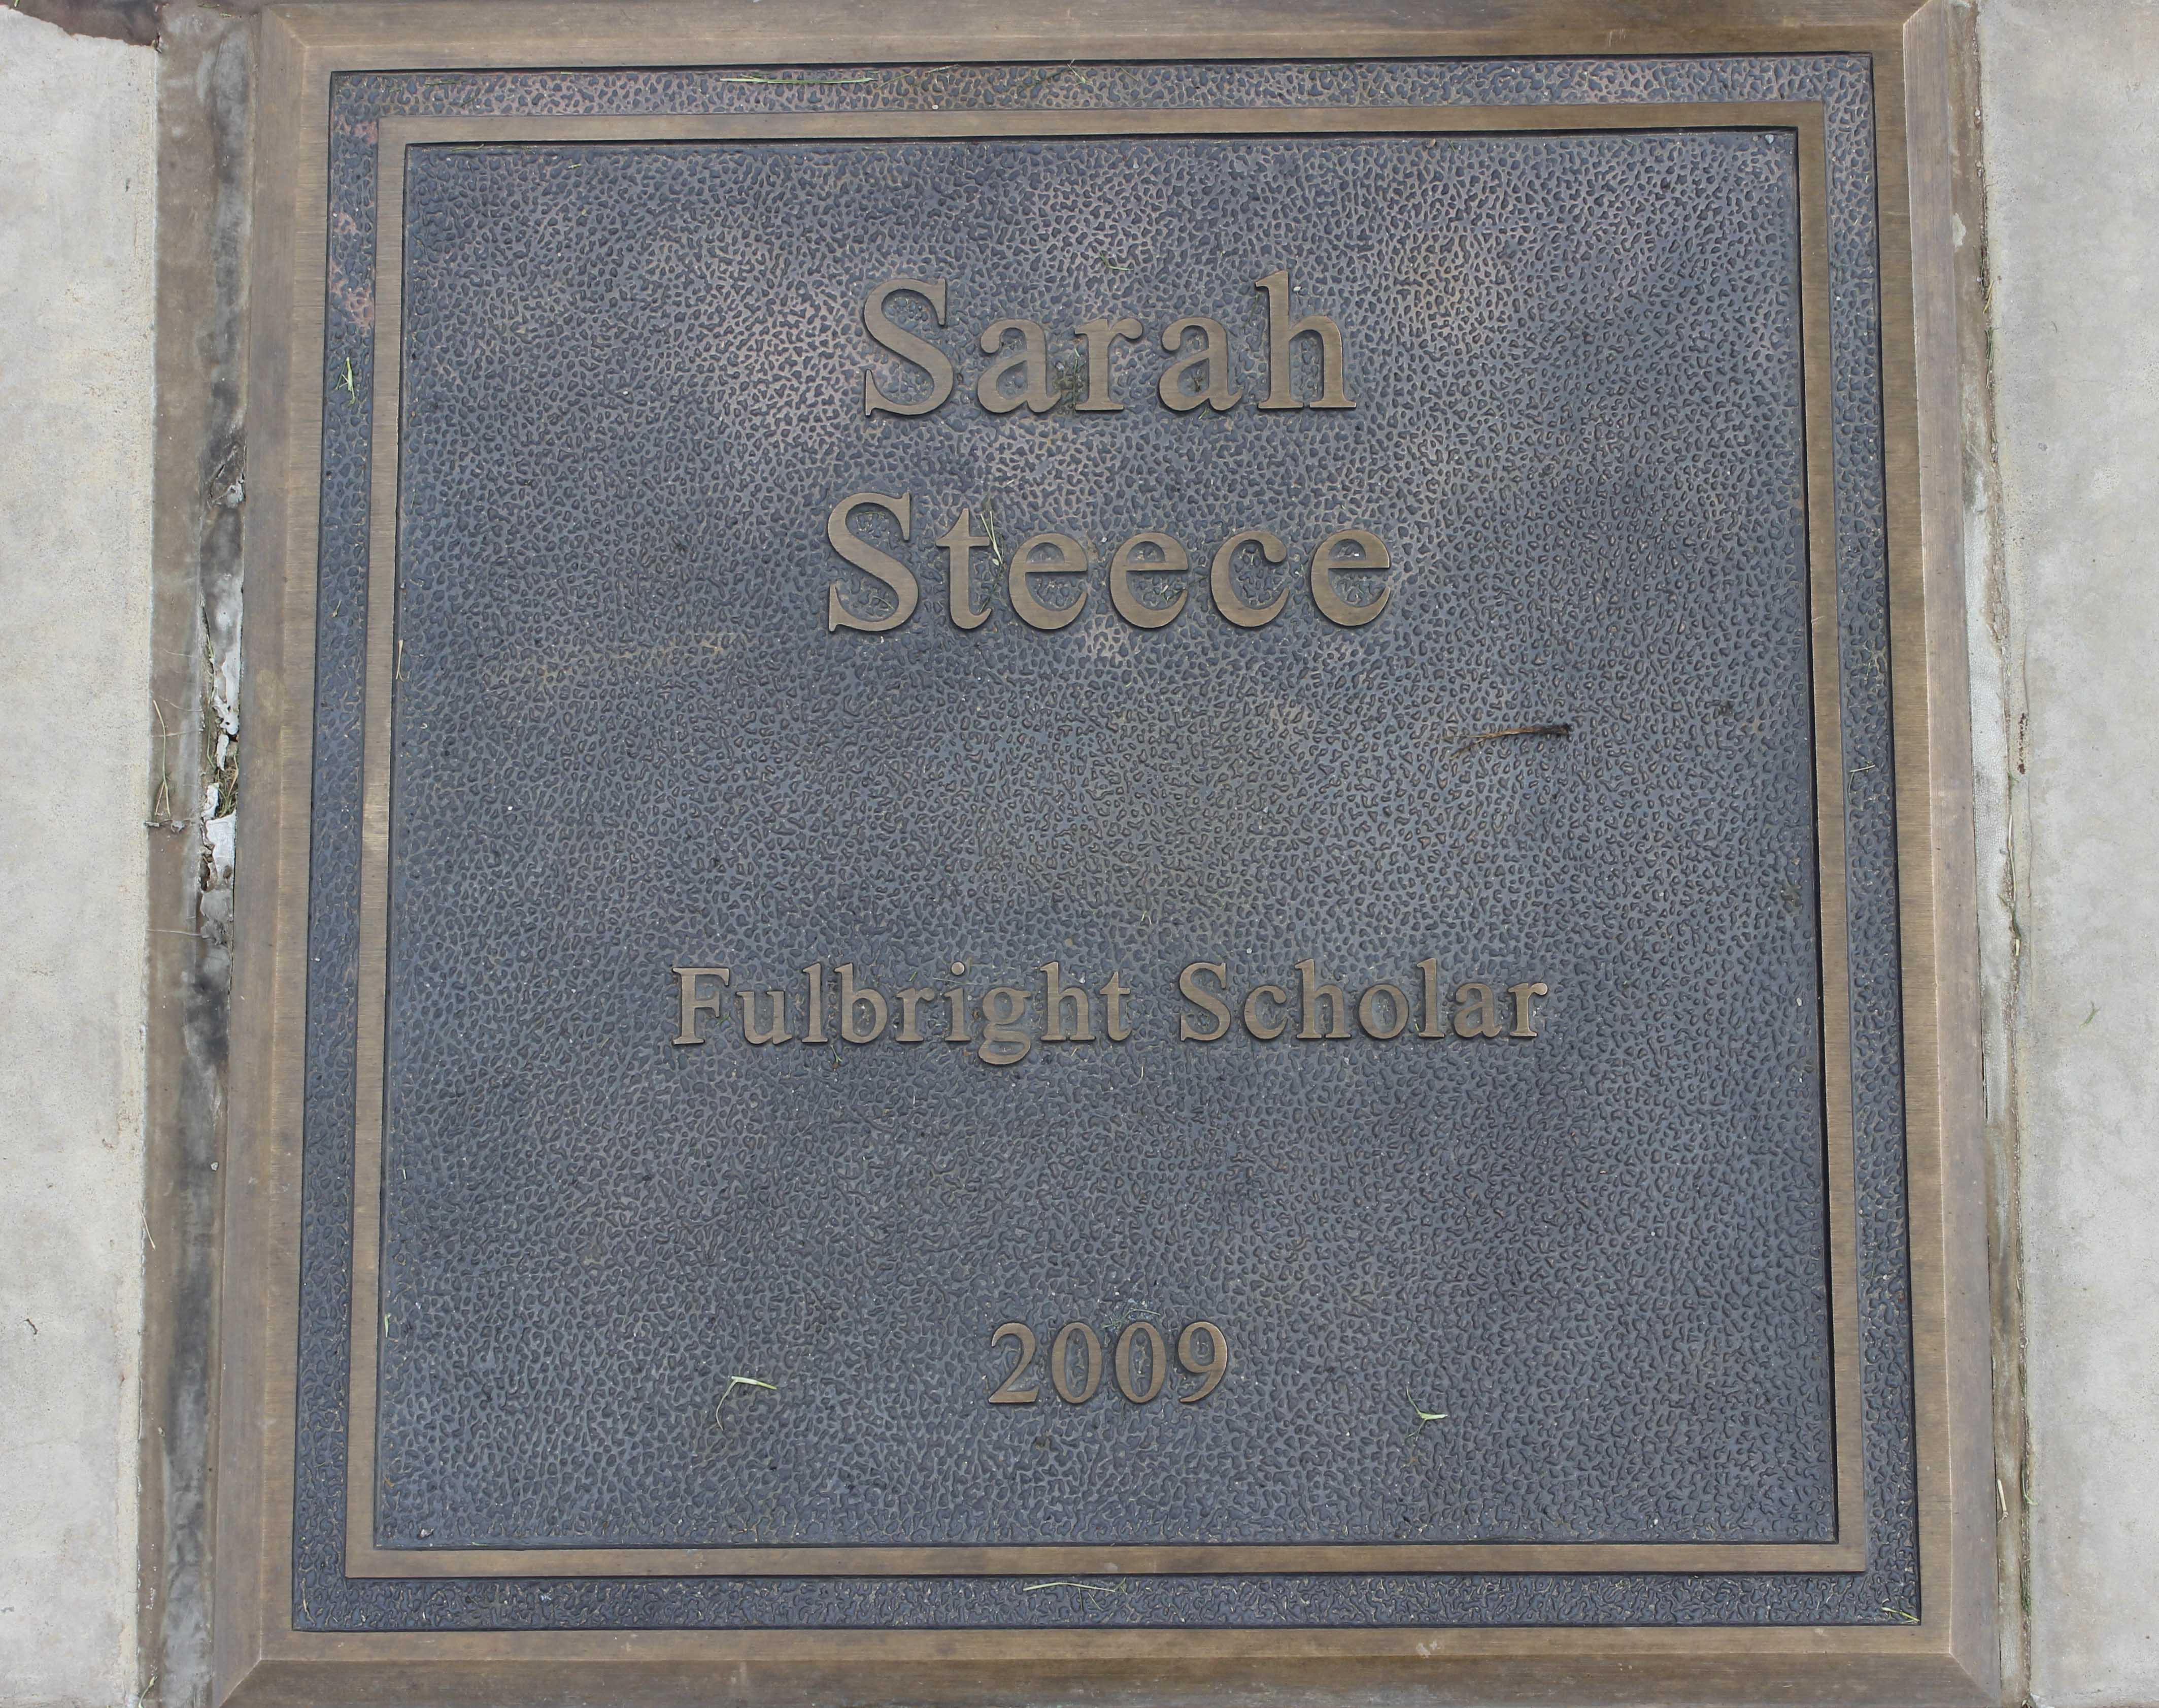 Sarah
Steece
Fulbright Scholar
2009